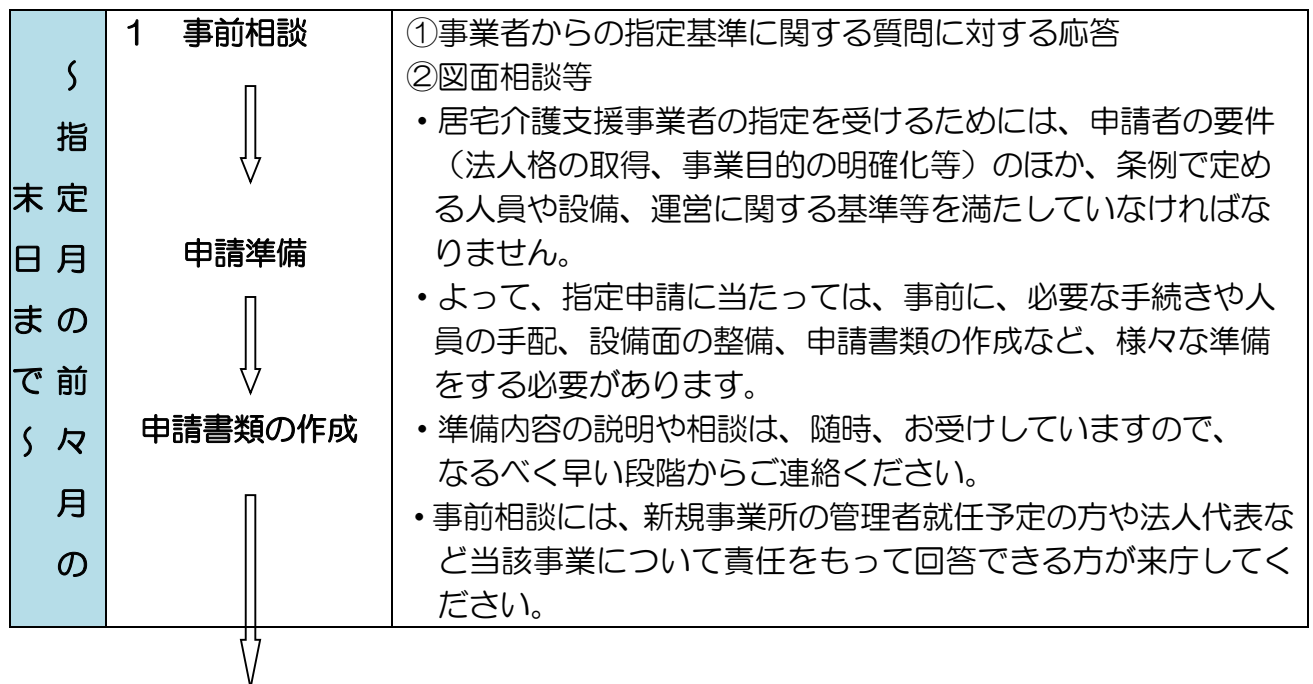 ～指定月の前々月の
末日まで～
1 事前相談
申請準備
申請書類の作成
①事業者からの指定基準に関する質問に対する応答
②図面相談等
・居宅介護支援事業者の指定を受けるためには、申請者の要件
（法人格の取得、事業目的の明確化等）のほか、条例で定め
る人員や設備、運営に関する基準等を満たしていなければな
りません。
・よって、指定申請に当たっては、事前に、必要な手続きや人
員の手配、設備面の整備、申請書類の作成など、様々な準備
をする必要があります。
・準備内容の説明や相談は、随時、お受けしていますので、
なるべく早い段階からご連絡ください。
・事前相談には、新規事業所の管理者就任予定の方や法人代表な
ど当該事業について責任をもって回答できる方が来庁してく
ださい。